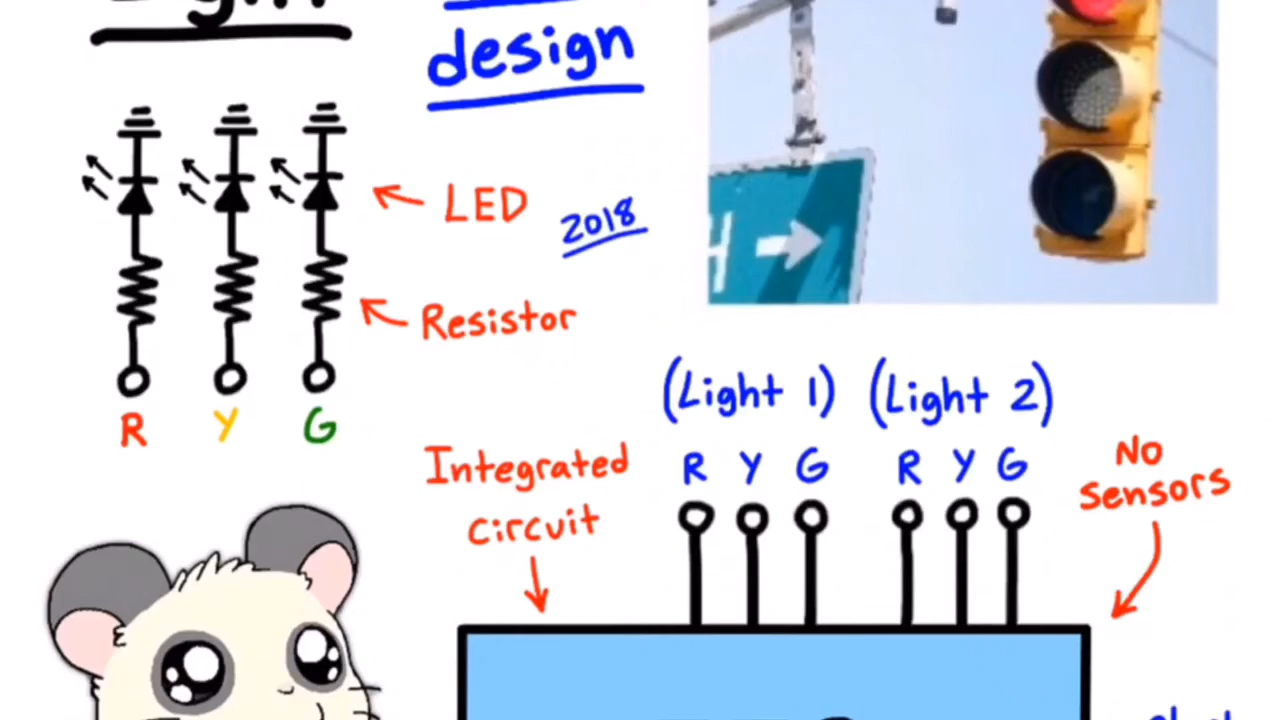 design
LED
2018
Resistor
R Y G
H
(Light 1) (Light 2)
Integrated
circuit
R Y G R Y G
No
sensors